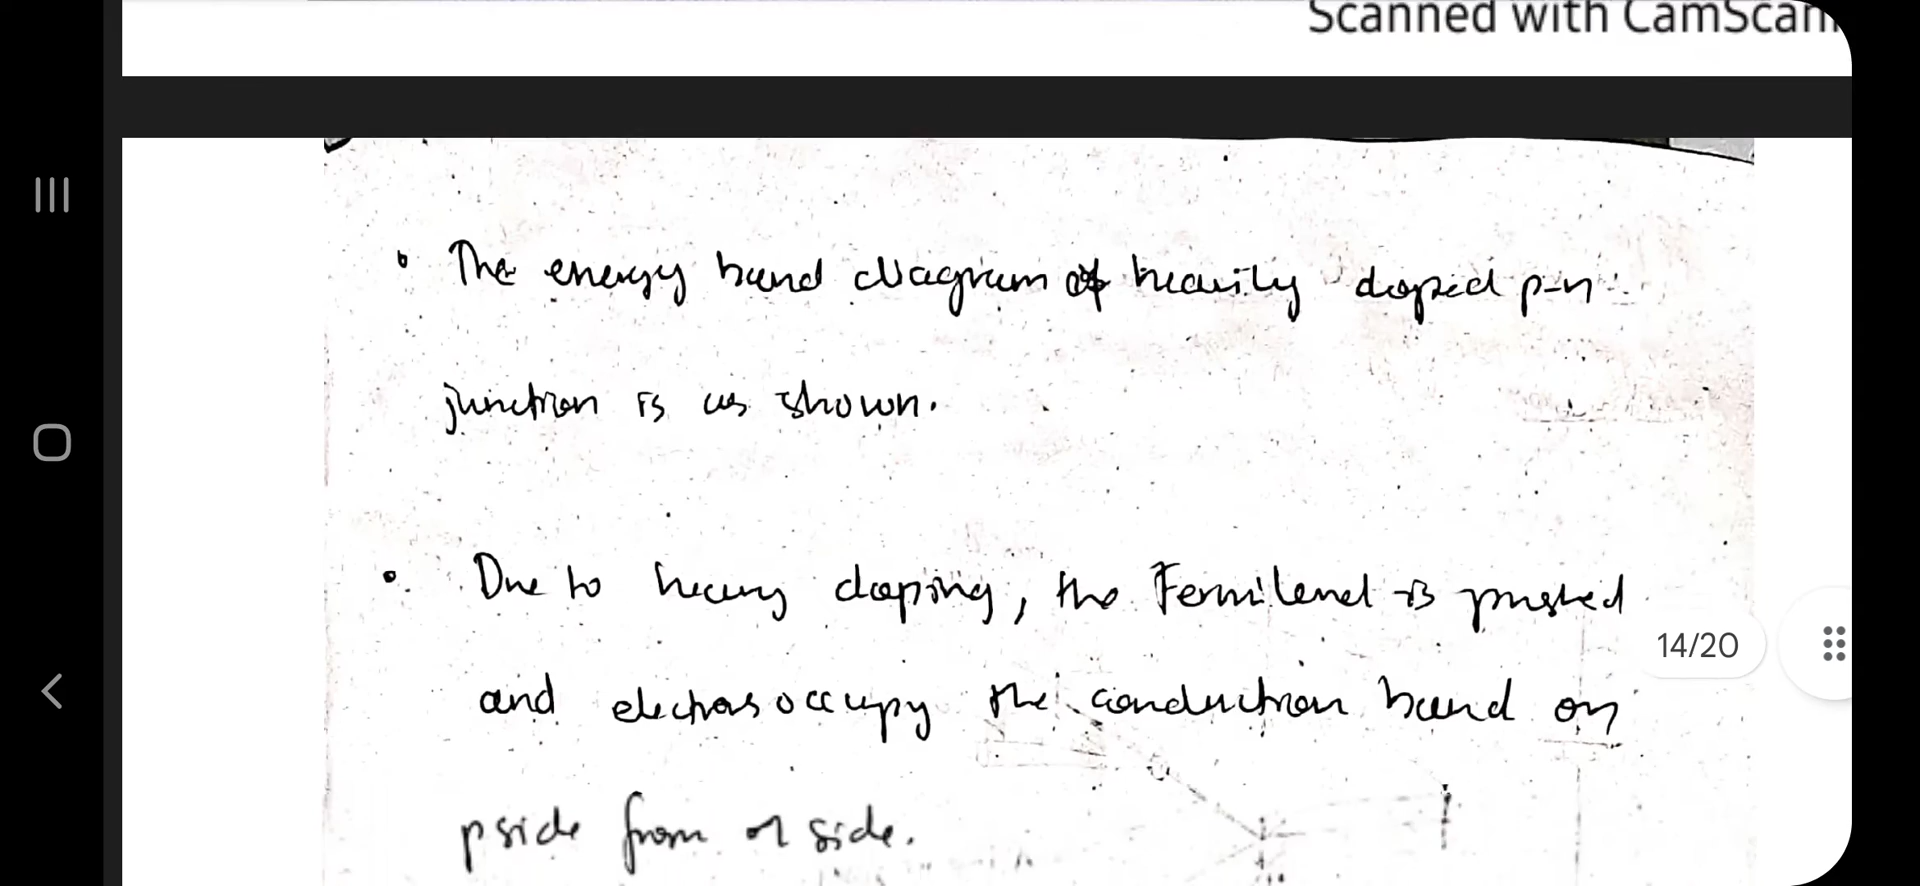 Scanned with CamScan
• The energy band diagram of heavily doped p-n
junction is as shown.
• Due to heavy doping, the Fermi level is pushed
and electros occupy the conduction band on
p side from n side.
14/20